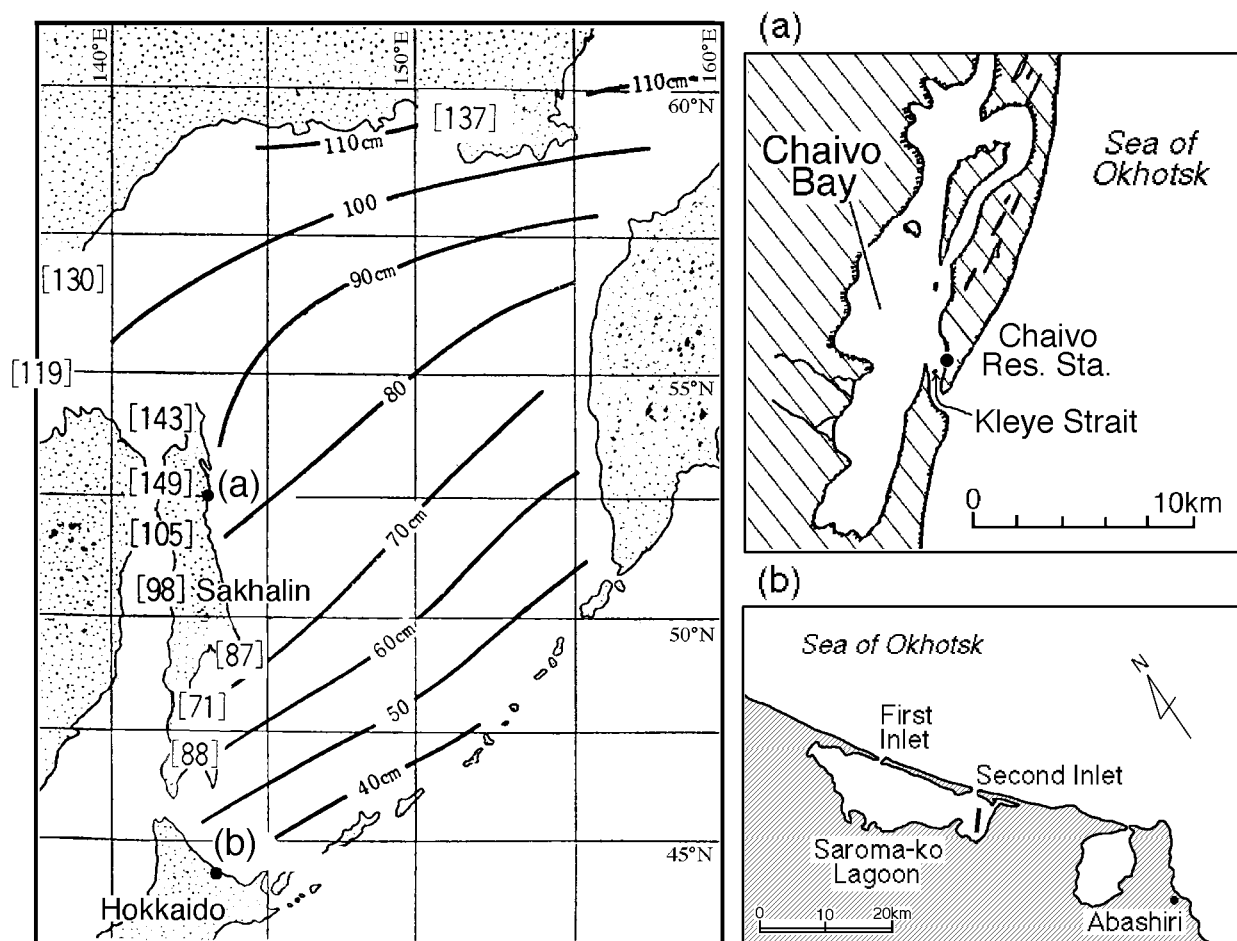 140°E
150°E
160°E
110cm
60°N
[137]
110cm
100
[130]
90cm
[119]
80
55°N
[143]
[149]
(a)
[105]
70cm
[98] Sakhalin
60cm
50°N
[87]
[71]
50
[88]
40cm
(b)
45°N
Hokkaido
(a)
Chaivo
Bay
Sea of
Okhotsk
Chaivo
Res. Sta.
Kleye Strait
0
10km
(b)
Sea of Okhotsk
N
First
Inlet
Second Inlet
Saroma-ko
Lagoon
0
10
20km
Abashiri